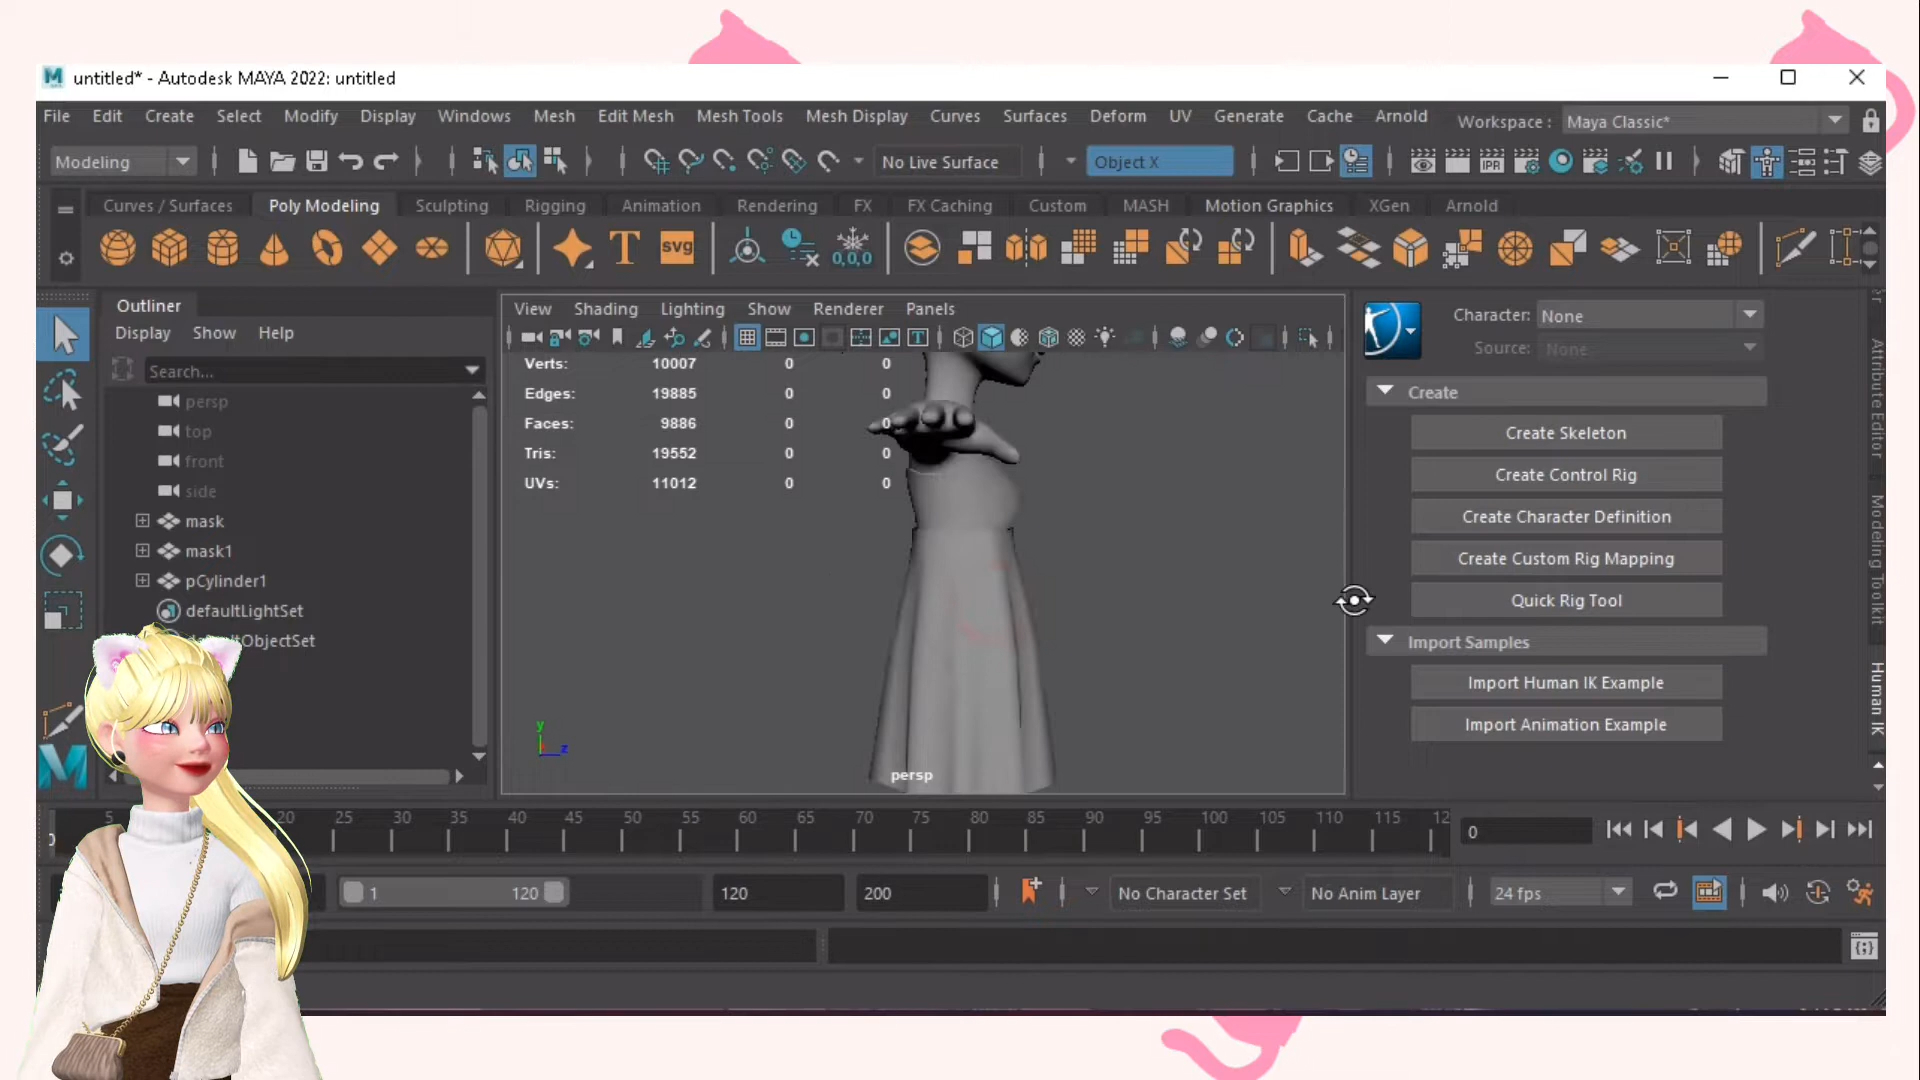 untitled* - Autodesk MAYA 2022: untitled
File Edit Create Select Modify Display Windows Mesh Edit Mesh Mesh Tools Mesh Display Curves Surfaces Deform UV Generate Cache Arnold Workspace : Maya Classic*
Modeling No Live Surface Object X IPR
Curves / Surfaces Poly Modeling Sculpting Rigging Animation Rendering FX FX Caching Custom MASH Motion Graphics XGen Arnold
T svg 0,0,0
Outliner
Display Show Help
Search...
persp
top
front
side
mask
mask1
pCylinder1
defaultLightSet
View Shading Lighting Show Renderer Panels
Verts: 10007 0 0
Edges: 19885 0 0
Faces: 9886 0 0
Tris: 19552 0 0
UVs: 11012 0 0
y
z
persp
Character: None
Source: None
Create
Create Skeleton
Create Control Rig
Create Character Definition
Create Custom Rig Mapping
Quick Rig Tool
Import Samples
Import Human IK Example
Import Animation Example
Attribute Editor
Modeling Toolkit
Human IK
5 20 25 30 35 40 45 50 55 60 65 70 75 80 85 90 95 100 105 110 115 12 0
1 120 120 200 No Character Set No Anim Layer 24 fps